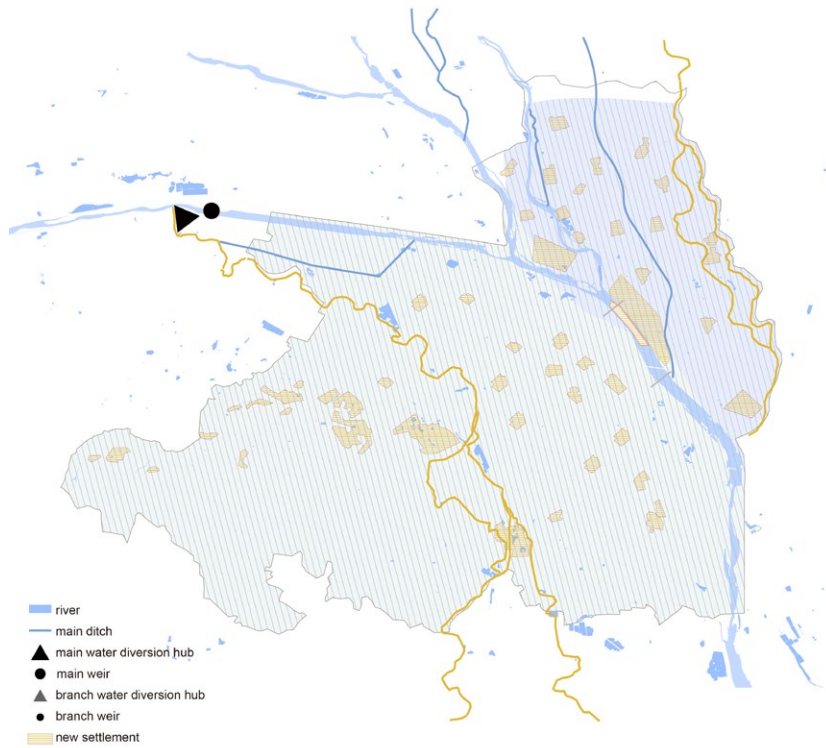 river
main ditch
main water diversion hub
main weir
branch water diversion hub
branch weir
new settlement